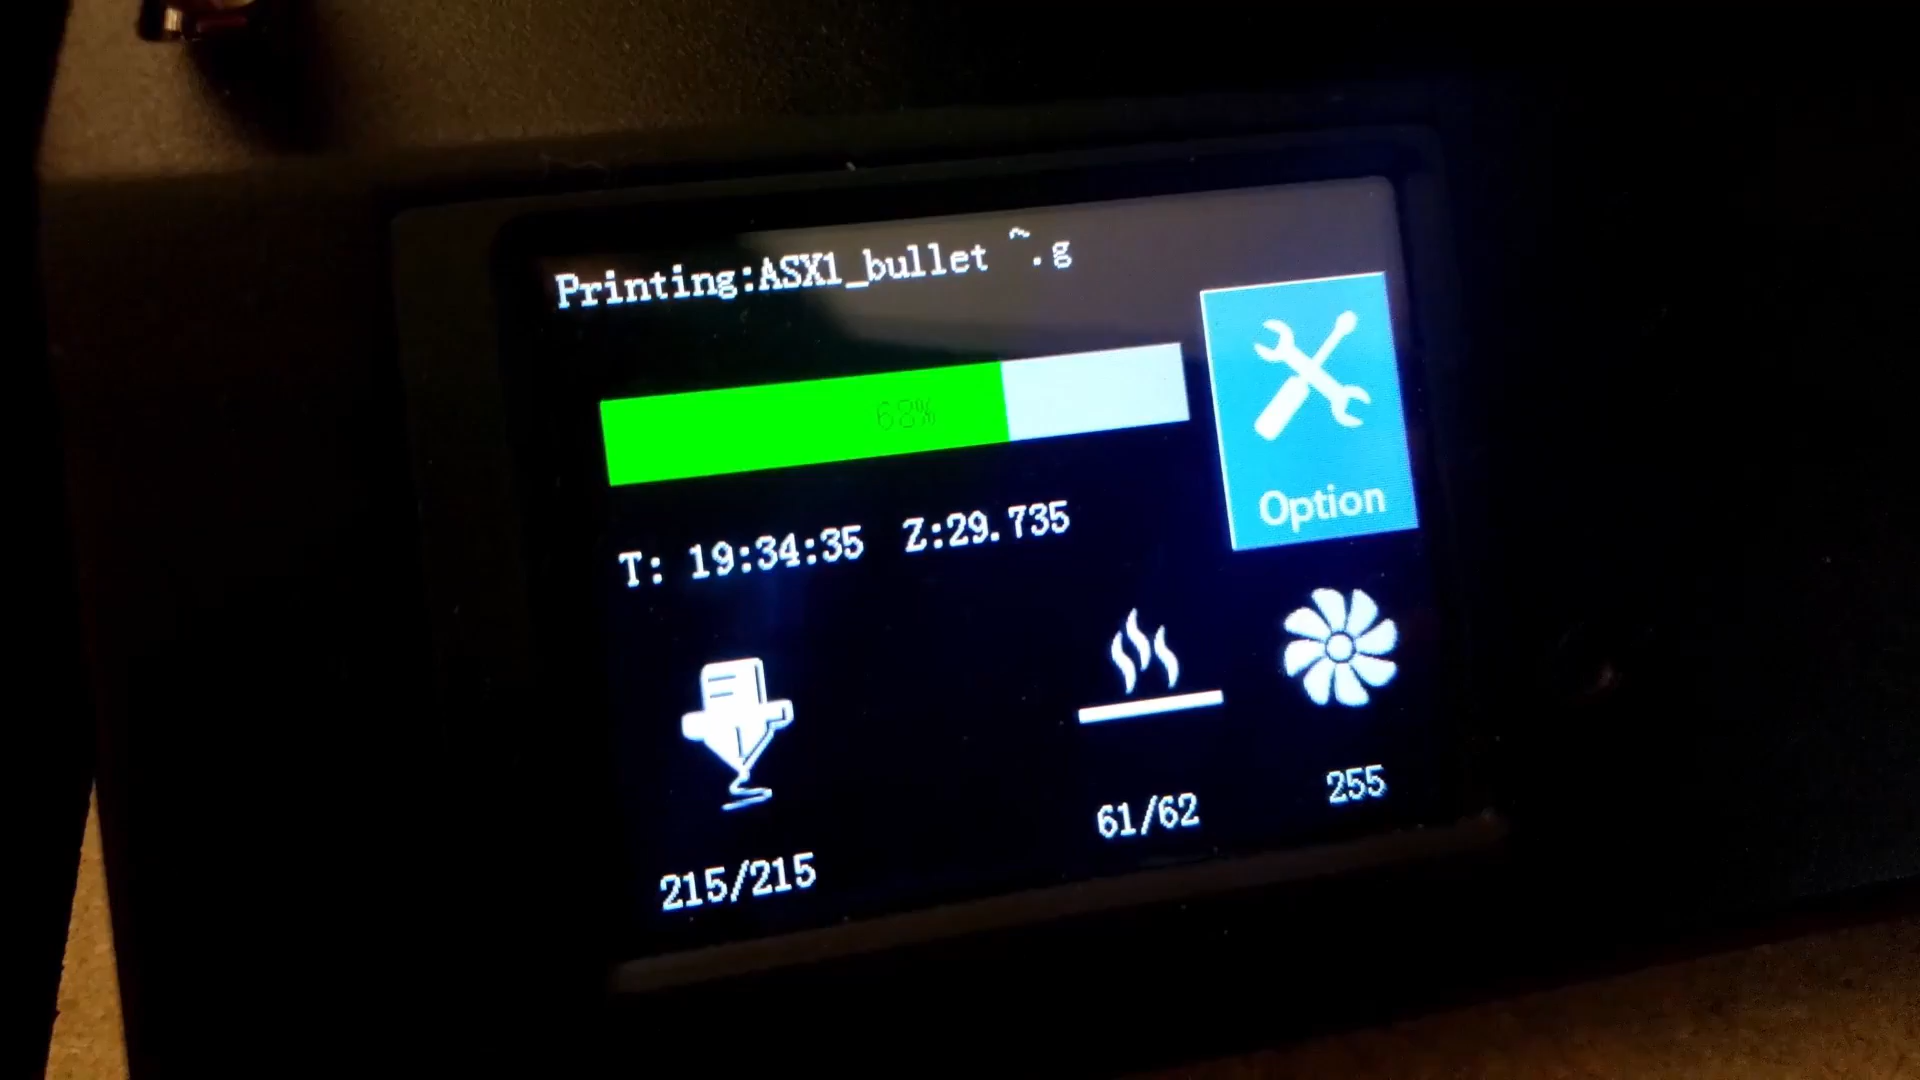 Printing:ASX1_bullet ~.g
68%
Option
T: 19:34:35 Z:29.735
215/215
61/62
255